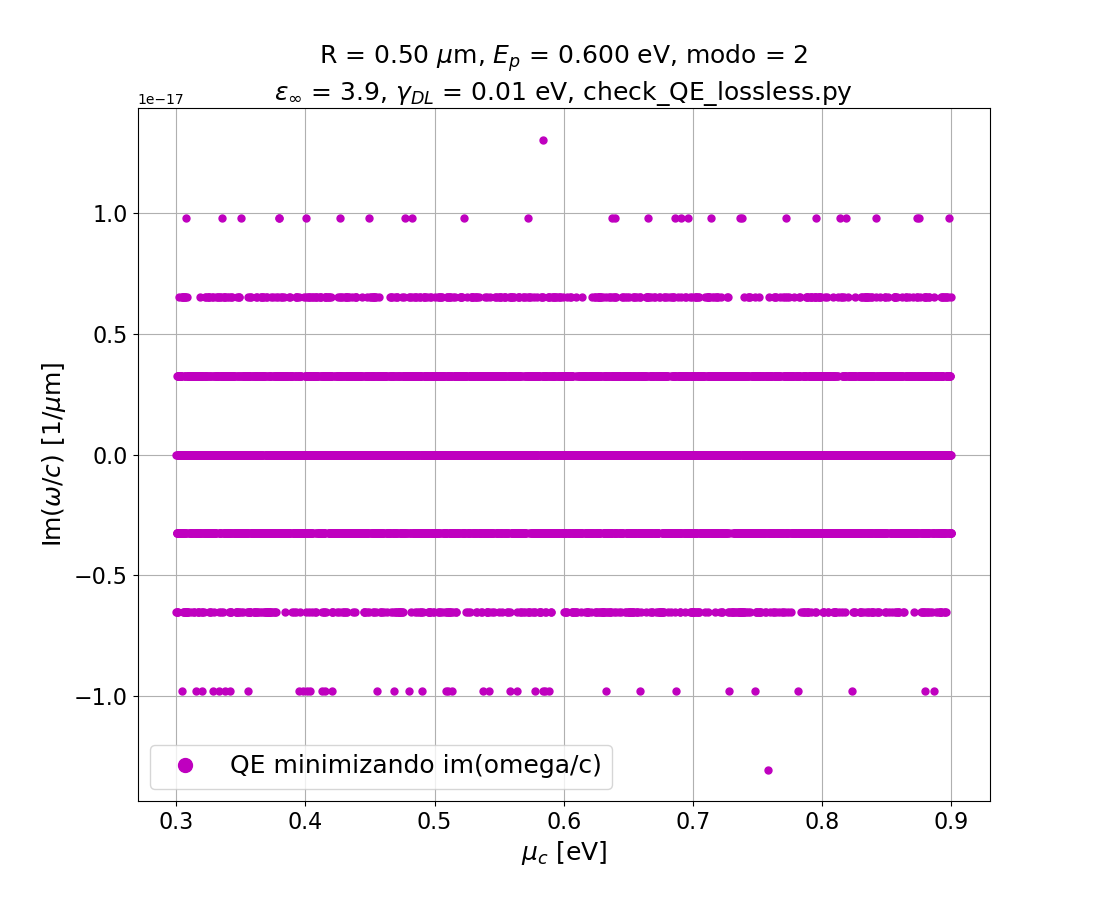 R = 0.50 μm, E_p = 0.600 eV, modo = 2
ε_∞ = 3.9, γ_DL = 0.01 eV, check_QE_lossless.py
1e−17
1.0
0.5
0.0
−0.5
−1.0
Im(ω/c) [1/μm]
QE minimizando im(omega/c)
0.3 0.4 0.5 0.6 0.7 0.8 0.9
μ_c [eV]